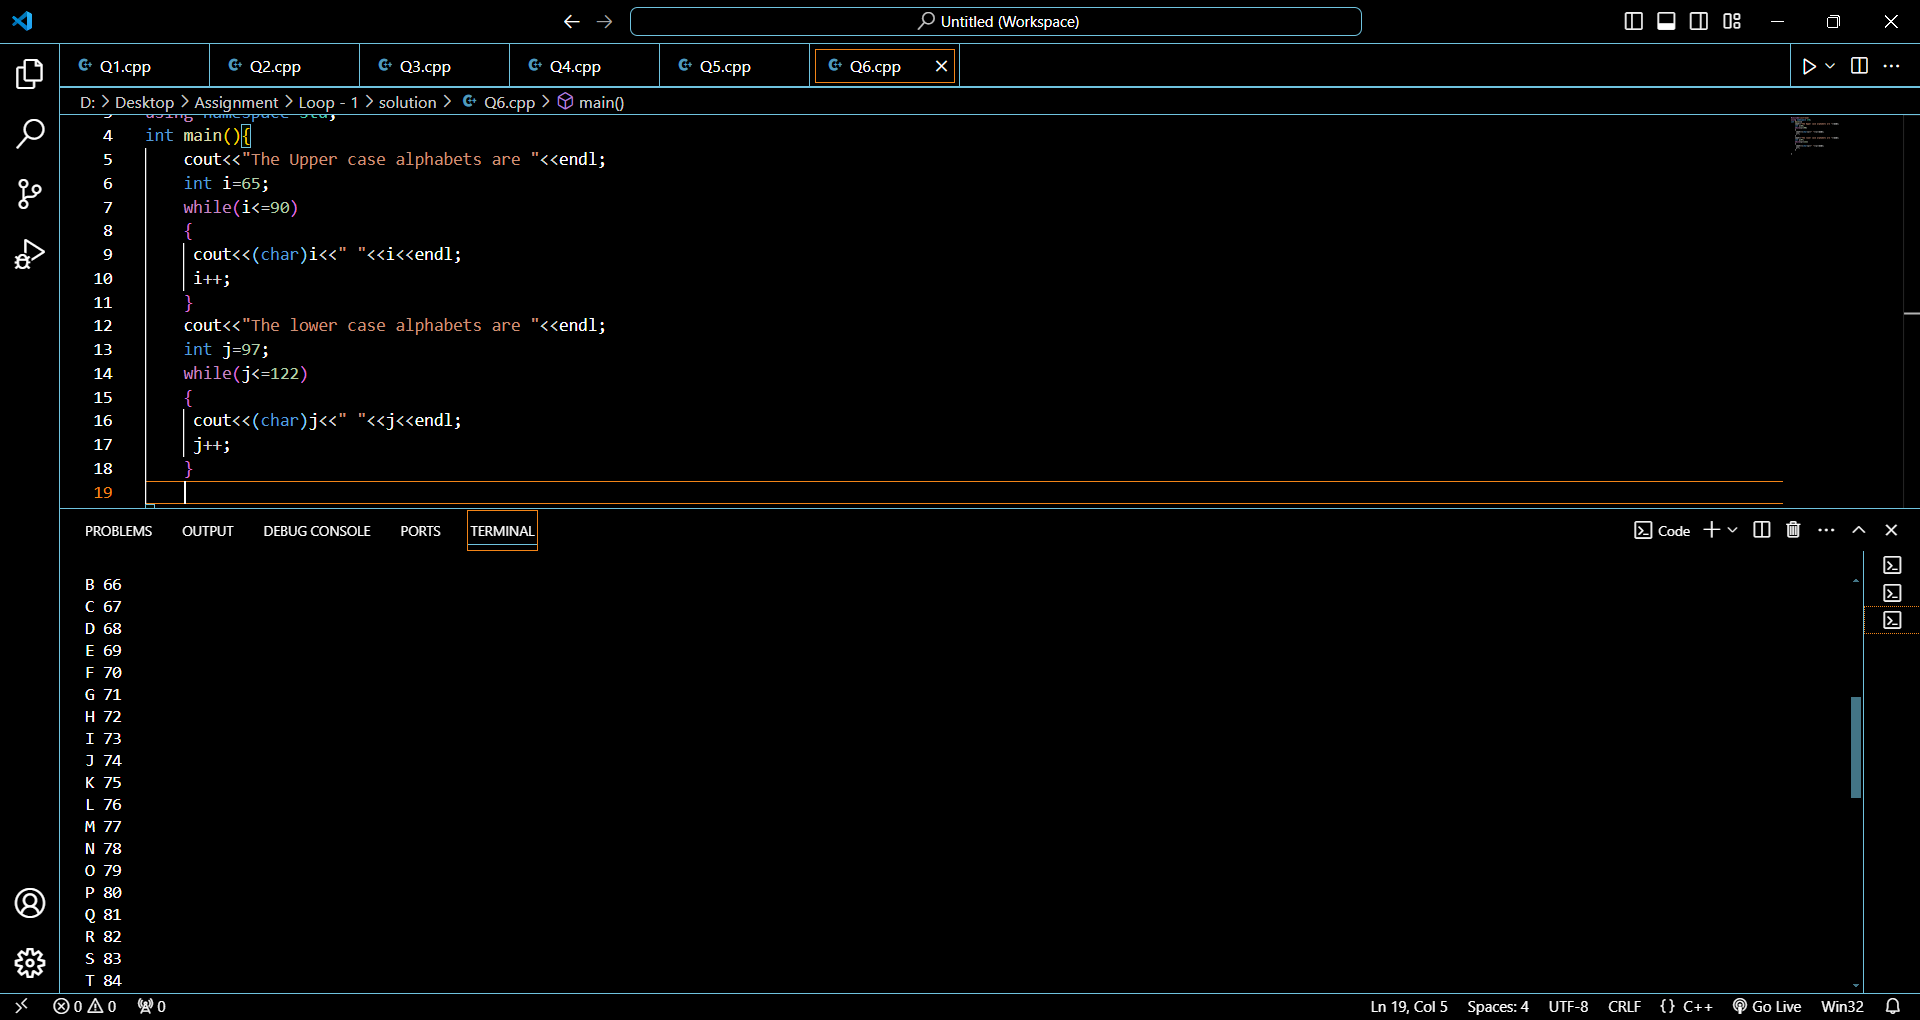 Untitled (Workspace)
Q1.cpp
Q2.cpp
Q3.cpp
Q4.cpp
Q5.cpp
Q6.cpp
D: > Desktop > Assignment > Loop - 1 > solution > Q6.cpp > main()
3 using namespace std;
4 int main(){
5 cout<<"The Upper case alphabets are "<<endl;
6 int i=65;
7 while(i<=90)
8 {
9 cout<<(char)i<<" "<<i<<endl;
10 i++;
11 }
12 cout<<"The lower case alphabets are "<<endl;
13 int j=97;
14 while(j<=122)
15 {
16 cout<<(char)j<<" "<<j<<endl;
17 j++;
18 }
19
PROBLEMS OUTPUT DEBUG CONSOLE PORTS TERMINAL
Code
B 66
C 67
D 68
E 69
F 70
G 71
H 72
I 73
J 74
K 75
L 76
M 77
N 78
O 79
P 80
Q 81
R 82
S 83
T 84
0 0 0
Ln 19, Col 5 Spaces: 4 UTF-8 CRLF {} C++ Go Live Win32